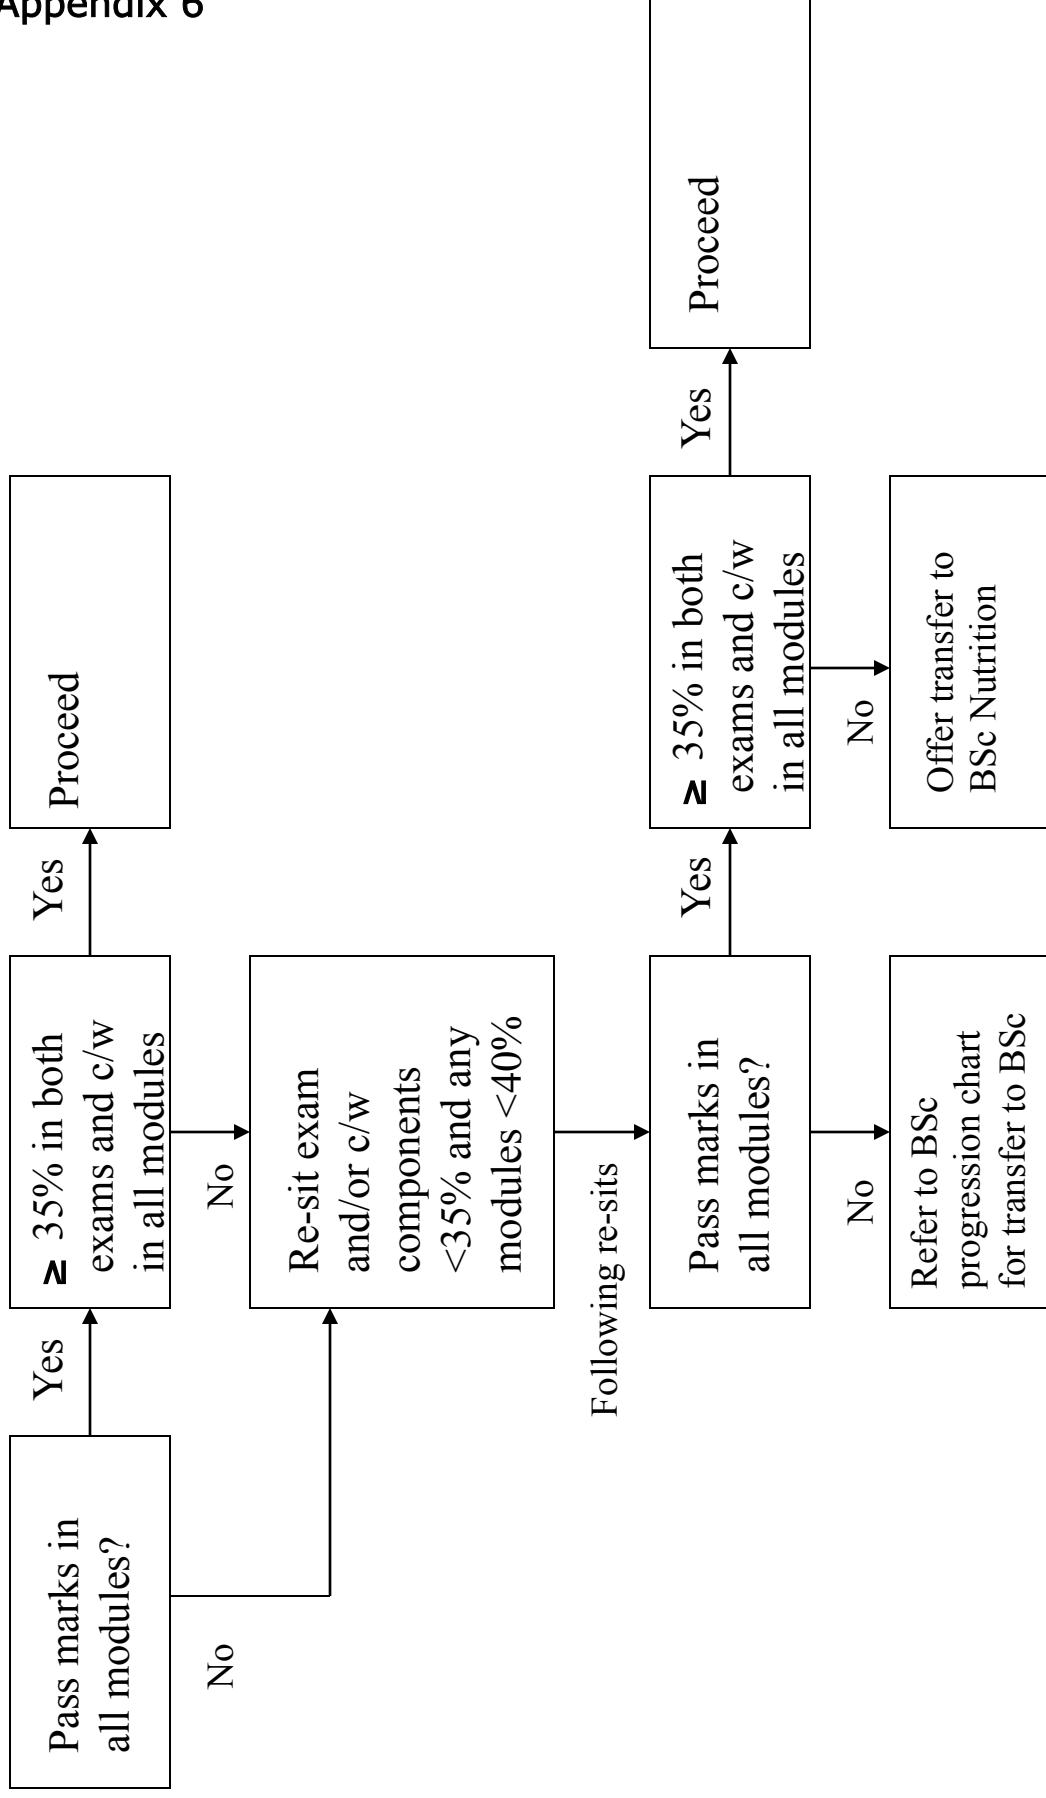 Appendix 6
Pass marks in
all modules?
Yes
≥ 35% in both
exams and c/w
in all modules
Yes
Proceed
No
No
Re-sit exam
and/or c/w
components
<35% and any
modules <40%
Following re-sits
Pass marks in
all modules?
Yes
≥ 35% in both
exams and c/w
in all modules
Yes
Proceed
No
Refer to BSc
progression chart
for transfer to BSc
No
Offer transfer to
BSc Nutrition